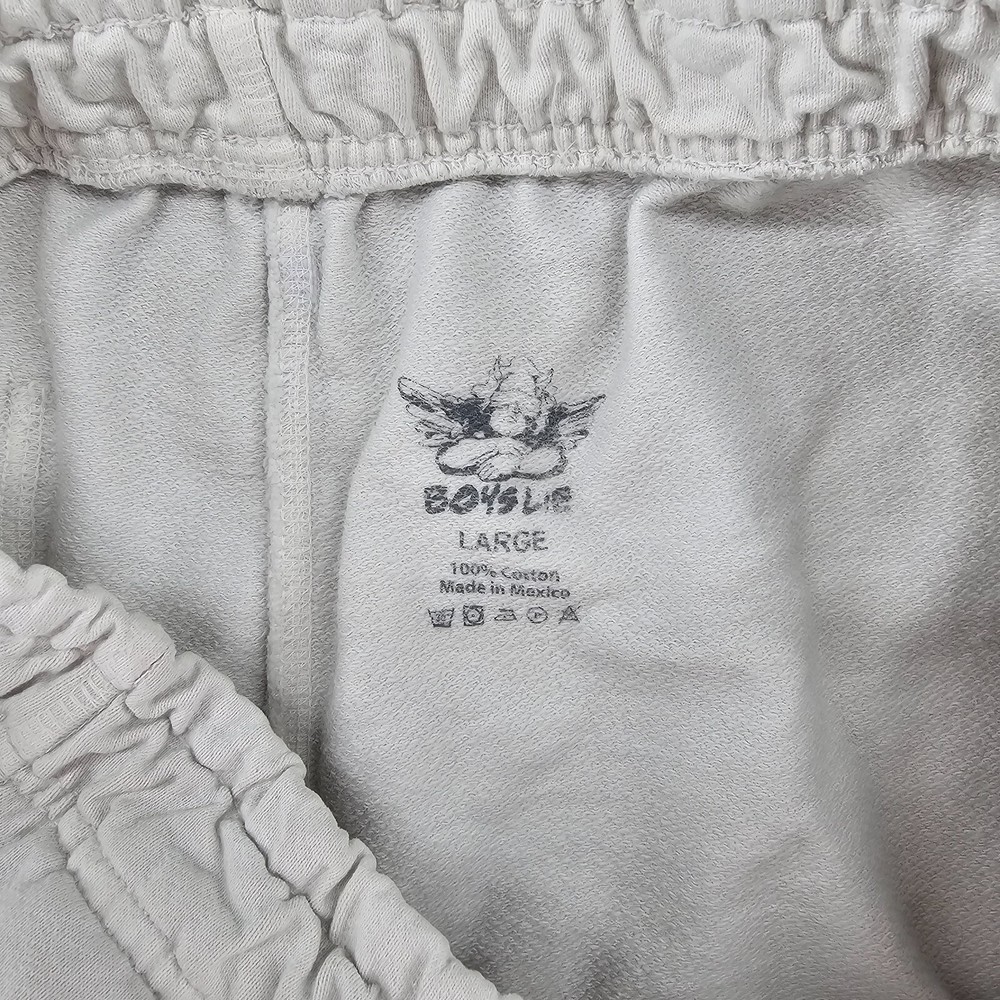 BOYS LIE
LARGE
100% Cotton
Made in Mexico